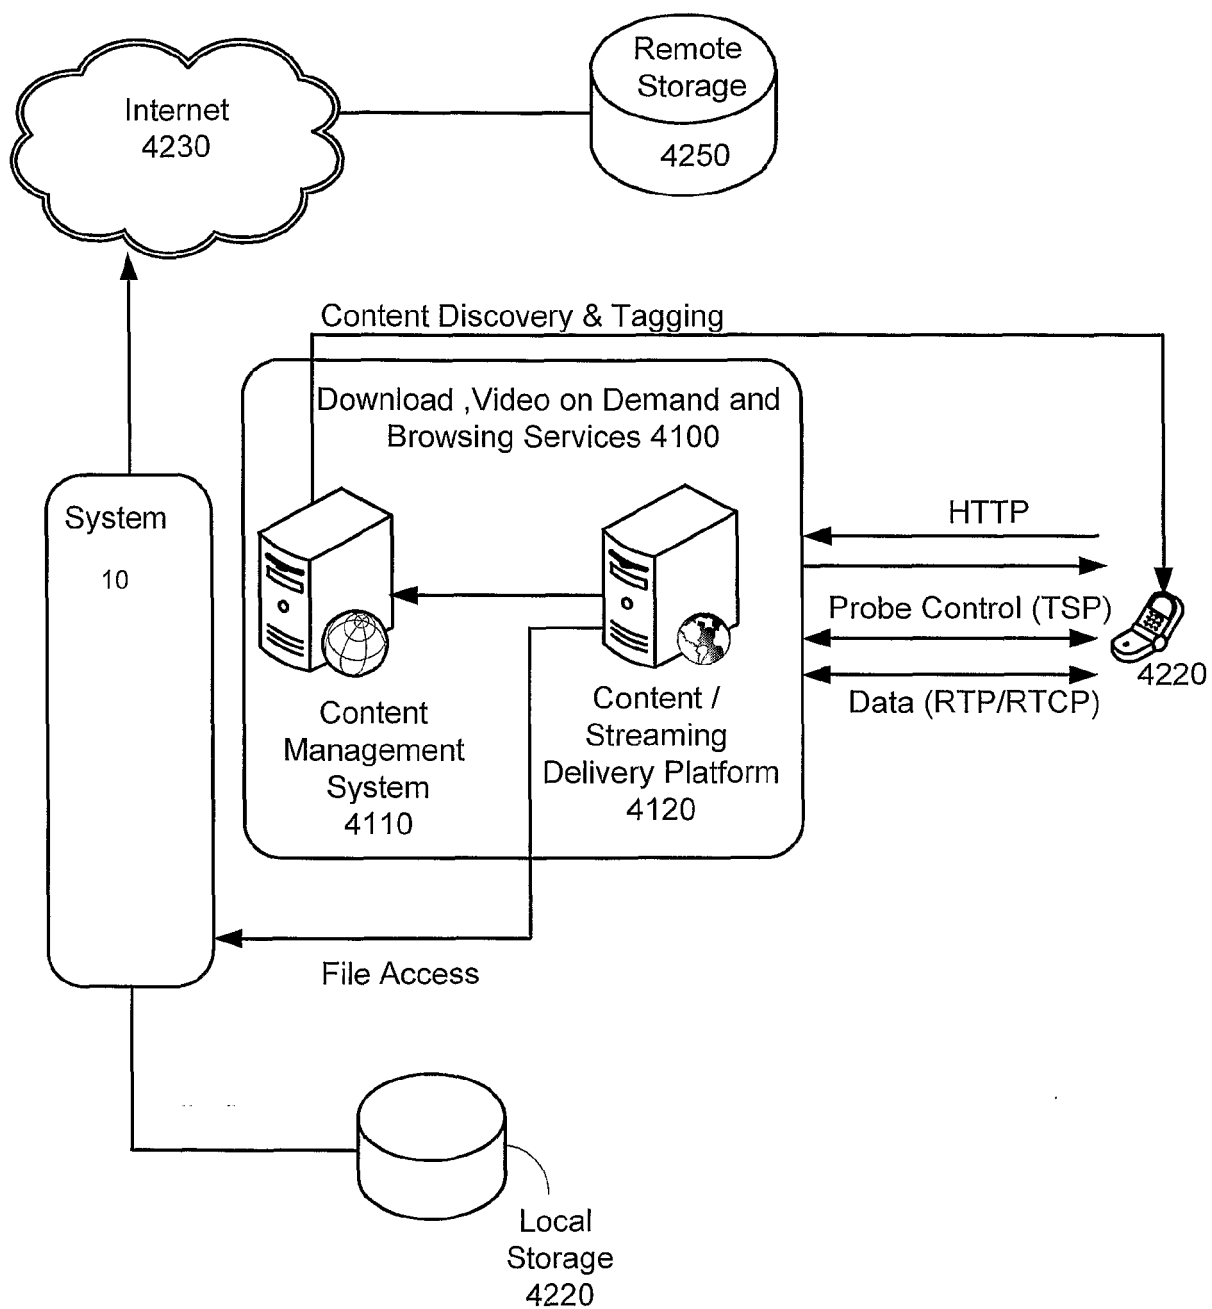 Remote
Storage
4250
Internet
4230
Content Discovery & Tagging
Download ,Video on Demand and
Browsing Services 4100
System
10
HTTP
Probe Control (TSP)
4220
Data (RTP/RTCP)
Content
Management
System
4110
Content /
Streaming
Delivery Platform
4120
File Access
Local
Storage
4220